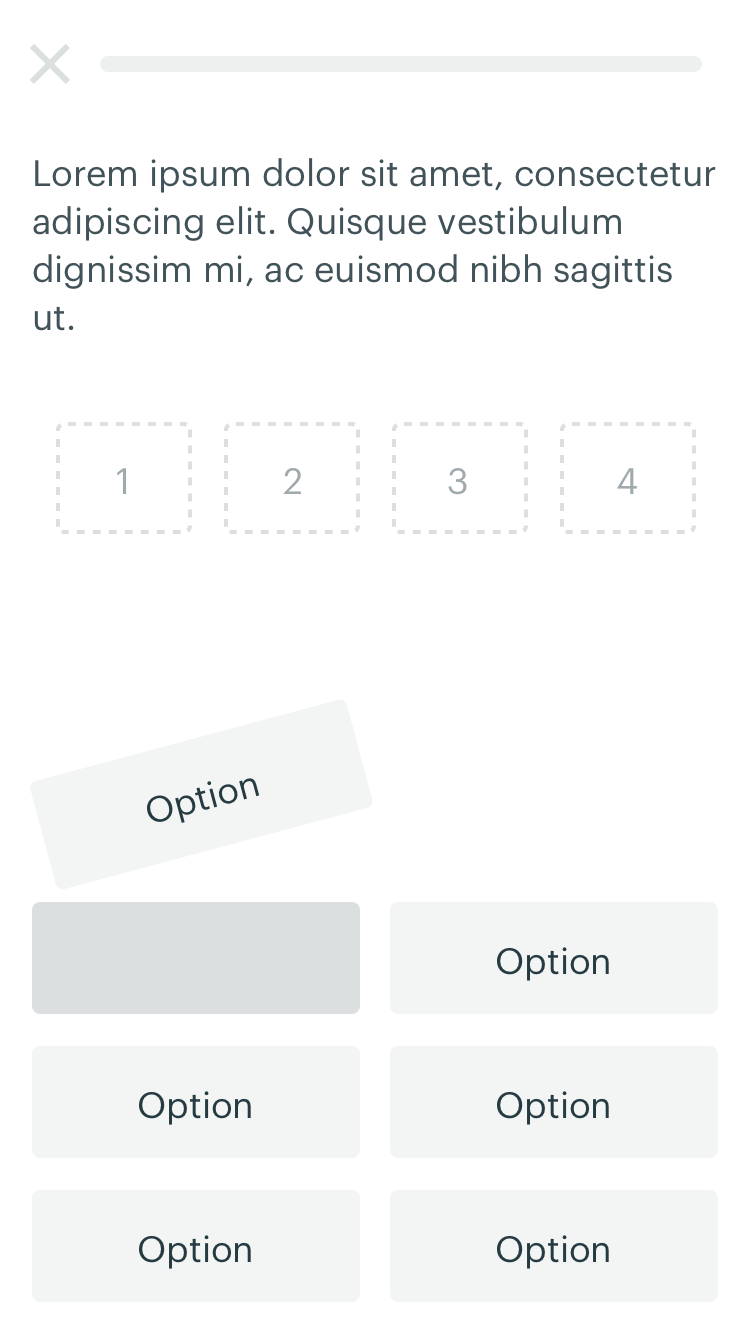 Lorem ipsum dolor sit amet, consectetur
adipiscing elit. Quisque vestibulum
dignissim mi, ac euismod nibh sagittis
ut.
1 2 3 4
Option
Option
Option Option
Option Option